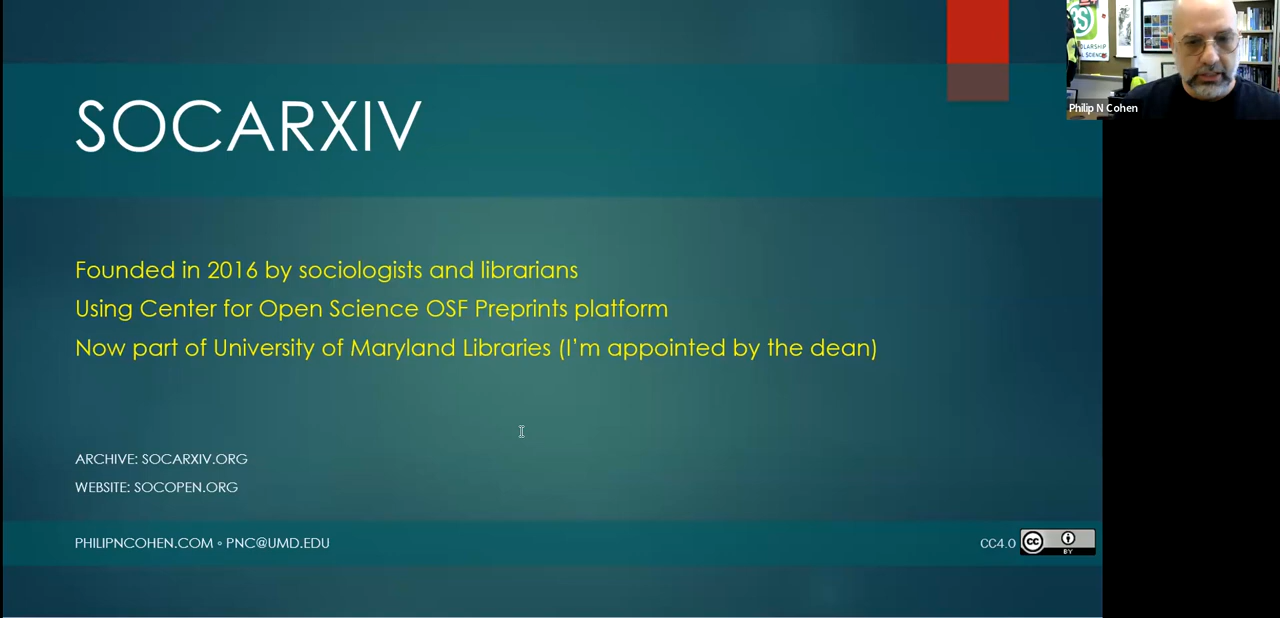 SOCARXIV
Founded in 2016 by sociologists and librarians
Using Center for Open Science OSF Preprints platform
Now part of University of Maryland Libraries (I'm appointed by the dean)
ARCHIVE: SOCARXIV.ORG
WEBSITE: SOCOPEN.ORG
PHILIPNCOHEN.COM ◦ PNC@UMD.EDU
CC4.0
CC
BY
Philip N Cohen